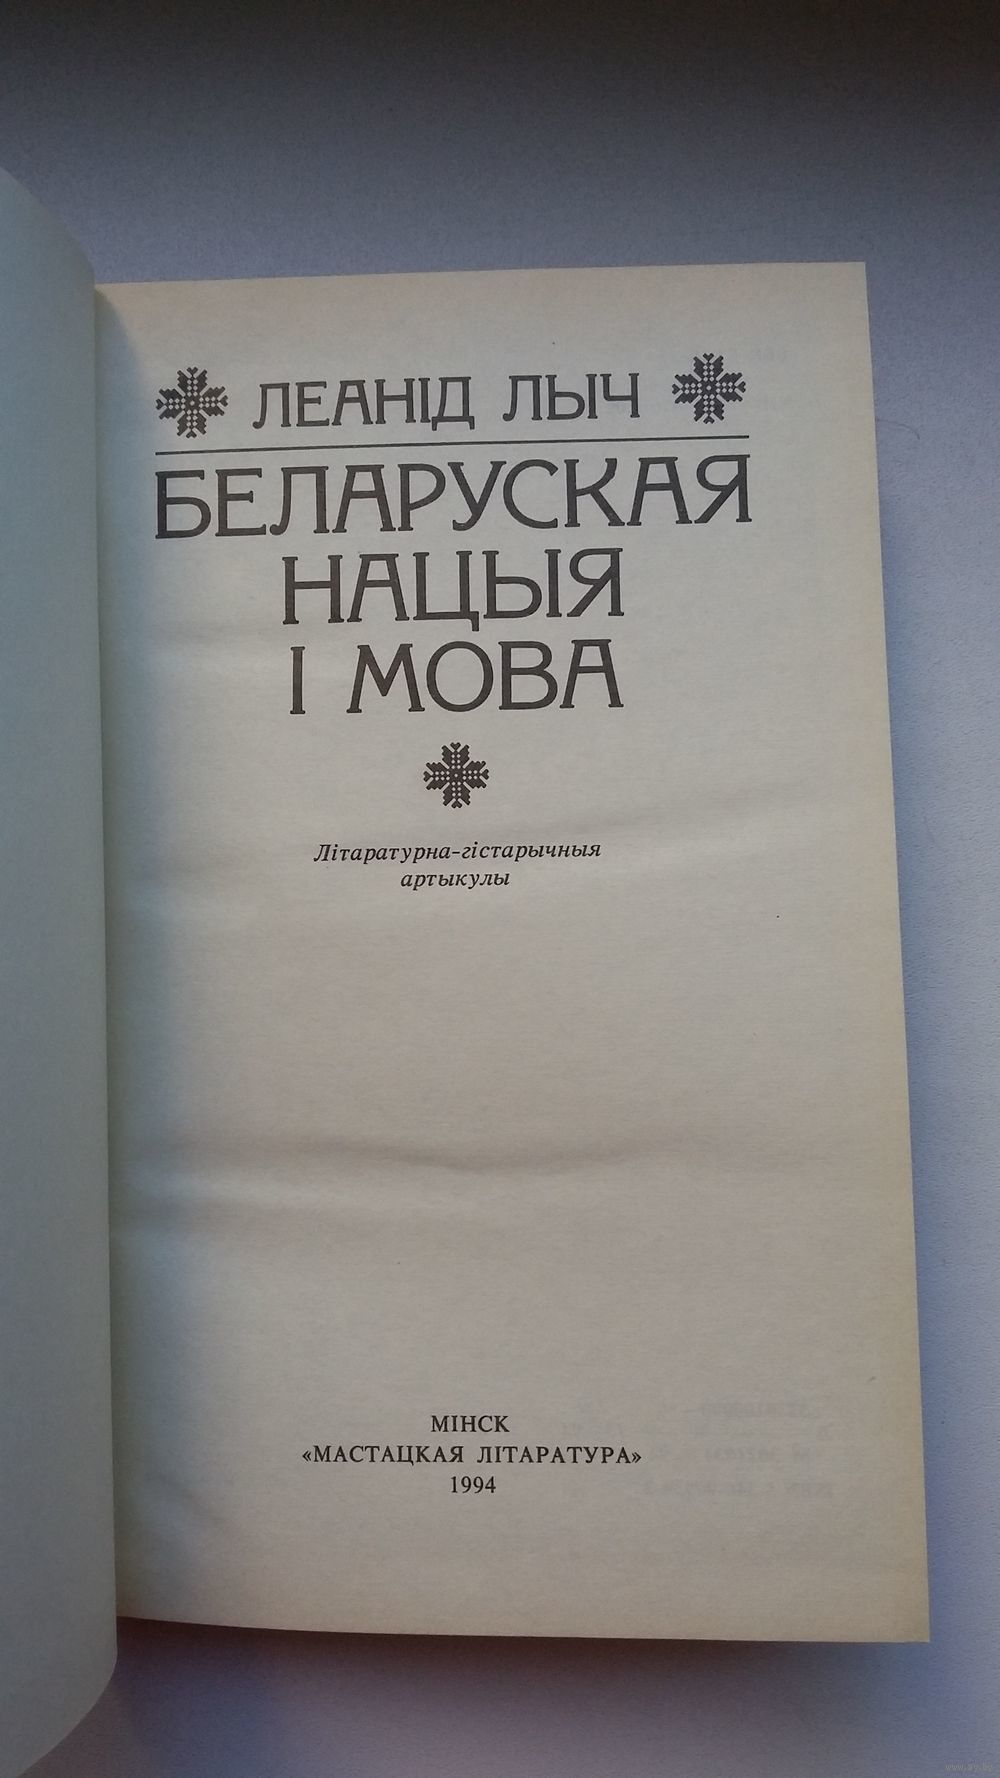 ЛЕАНІД ЛЫЧ
БЕЛАРУСКАЯ
НАЦЫЯ
І МОВА
Літаратурна-гістарычныя
артыкулы
МІНСК
«МАСТАЦКАЯ ЛІТАРАТУРА»
1994